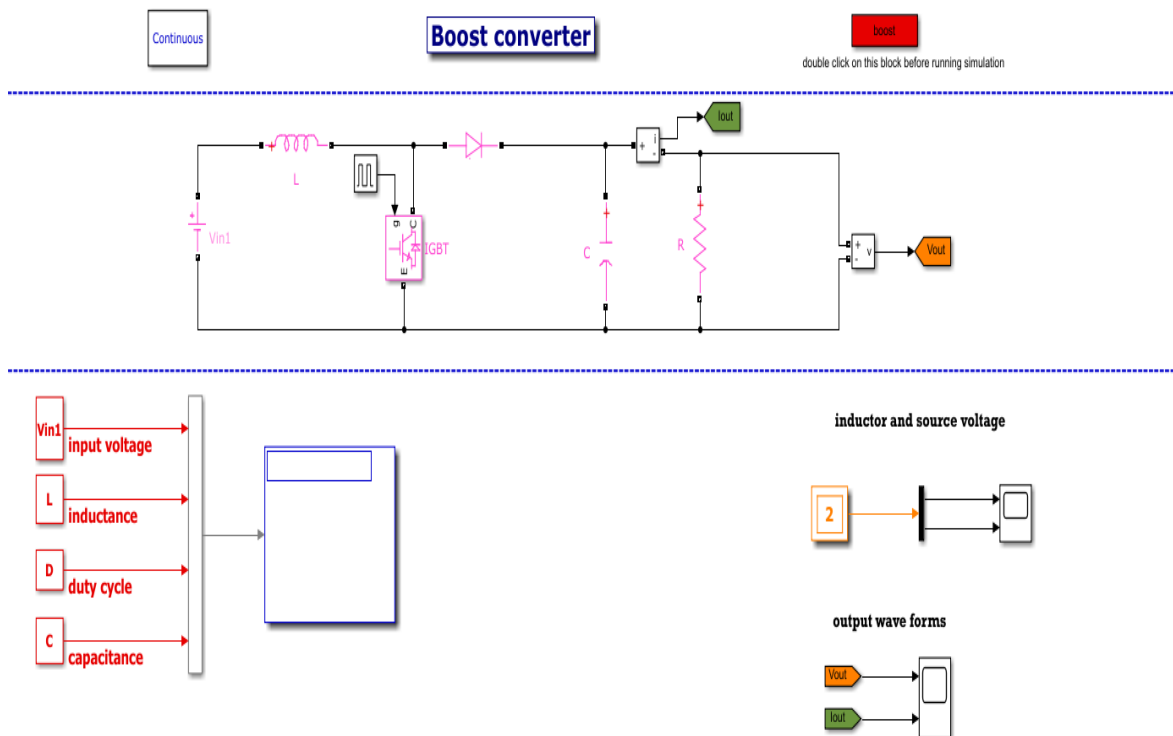 Continuous
Boost converter
boost
double click on this block before running simulation
Iout
i
+
-
L
g
C
IGBT
E
+
Vin1
+
C
+
R
+
-
v
Vout
Vin1
input voltage
L
inductance
D
duty cycle
C
capacitance
inductor and source voltage
2
output wave forms
Vout
Iout